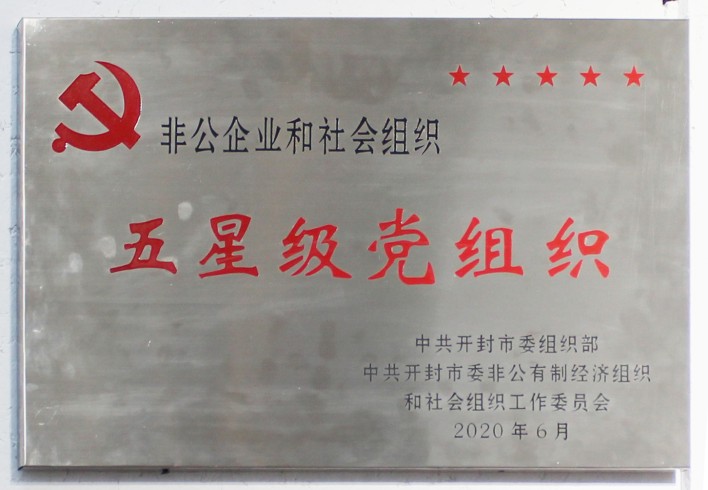 非公企业和社会组织
五星级党组织
中共开封市委组织部
中共开封市委非公有制经济组织
和社会组织工作委员会
2020年6月